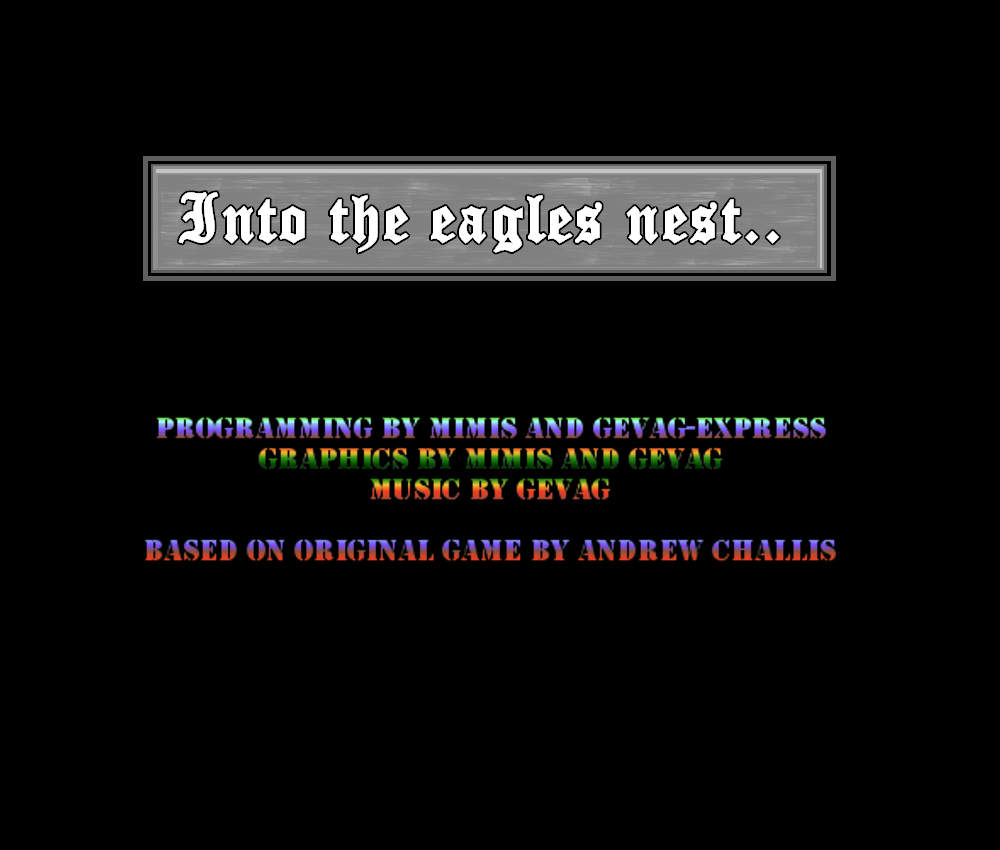 Into the eagles nest..
PROGRAMMING BY MIMIS AND GEVAG-EXPRESS
GRAPHICS BY MIMIS AND GEVAG
MUSIC BY GEVAG
BASED ON ORIGINAL GAME BY ANDREW CHALLIS